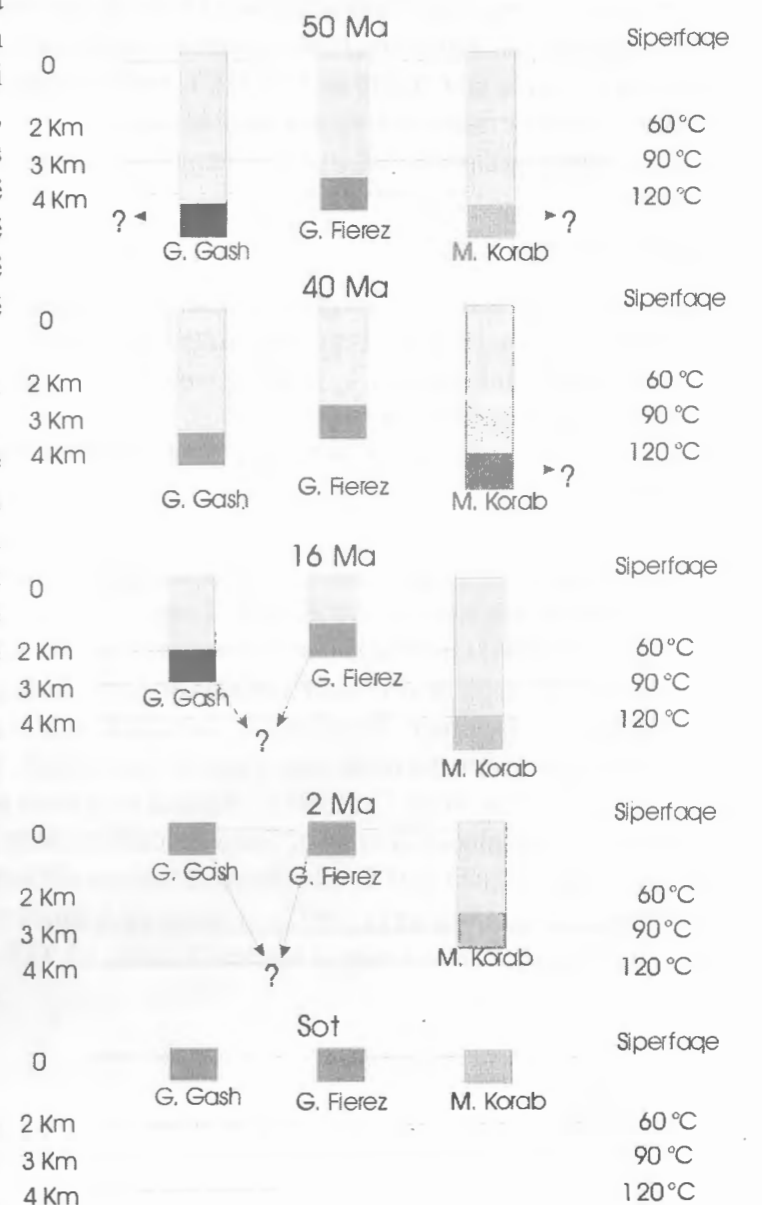 50 Ma
Siperfaqe
0
2 Km
60 °C
3 Km
90 °C
4 Km
120 °C
? ?
G. Gash G. Fierez M. Korab
40 Ma
Siperfaqe
0
2 Km
60 °C
3 Km
90 °C
4 Km
120 °C
?
G. Gash G. Fierez M. Korab
16 Ma
Siperfaqe
0
2 Km
60 °C
3 Km
G. Fierez
90 °C
G. Gash
4 Km
120 °C
?
M. Korab
2 Ma
Siperfaqe
0
G. Gash G. Fierez
2 Km
60 °C
3 Km
90 °C
M. Korab
4 Km
?
120 °C
Sot
Siperfaqe
0
G. Gash G. Fierez M. Korab
2 Km
60 °C
3 Km
90 °C
4 Km
120 °C